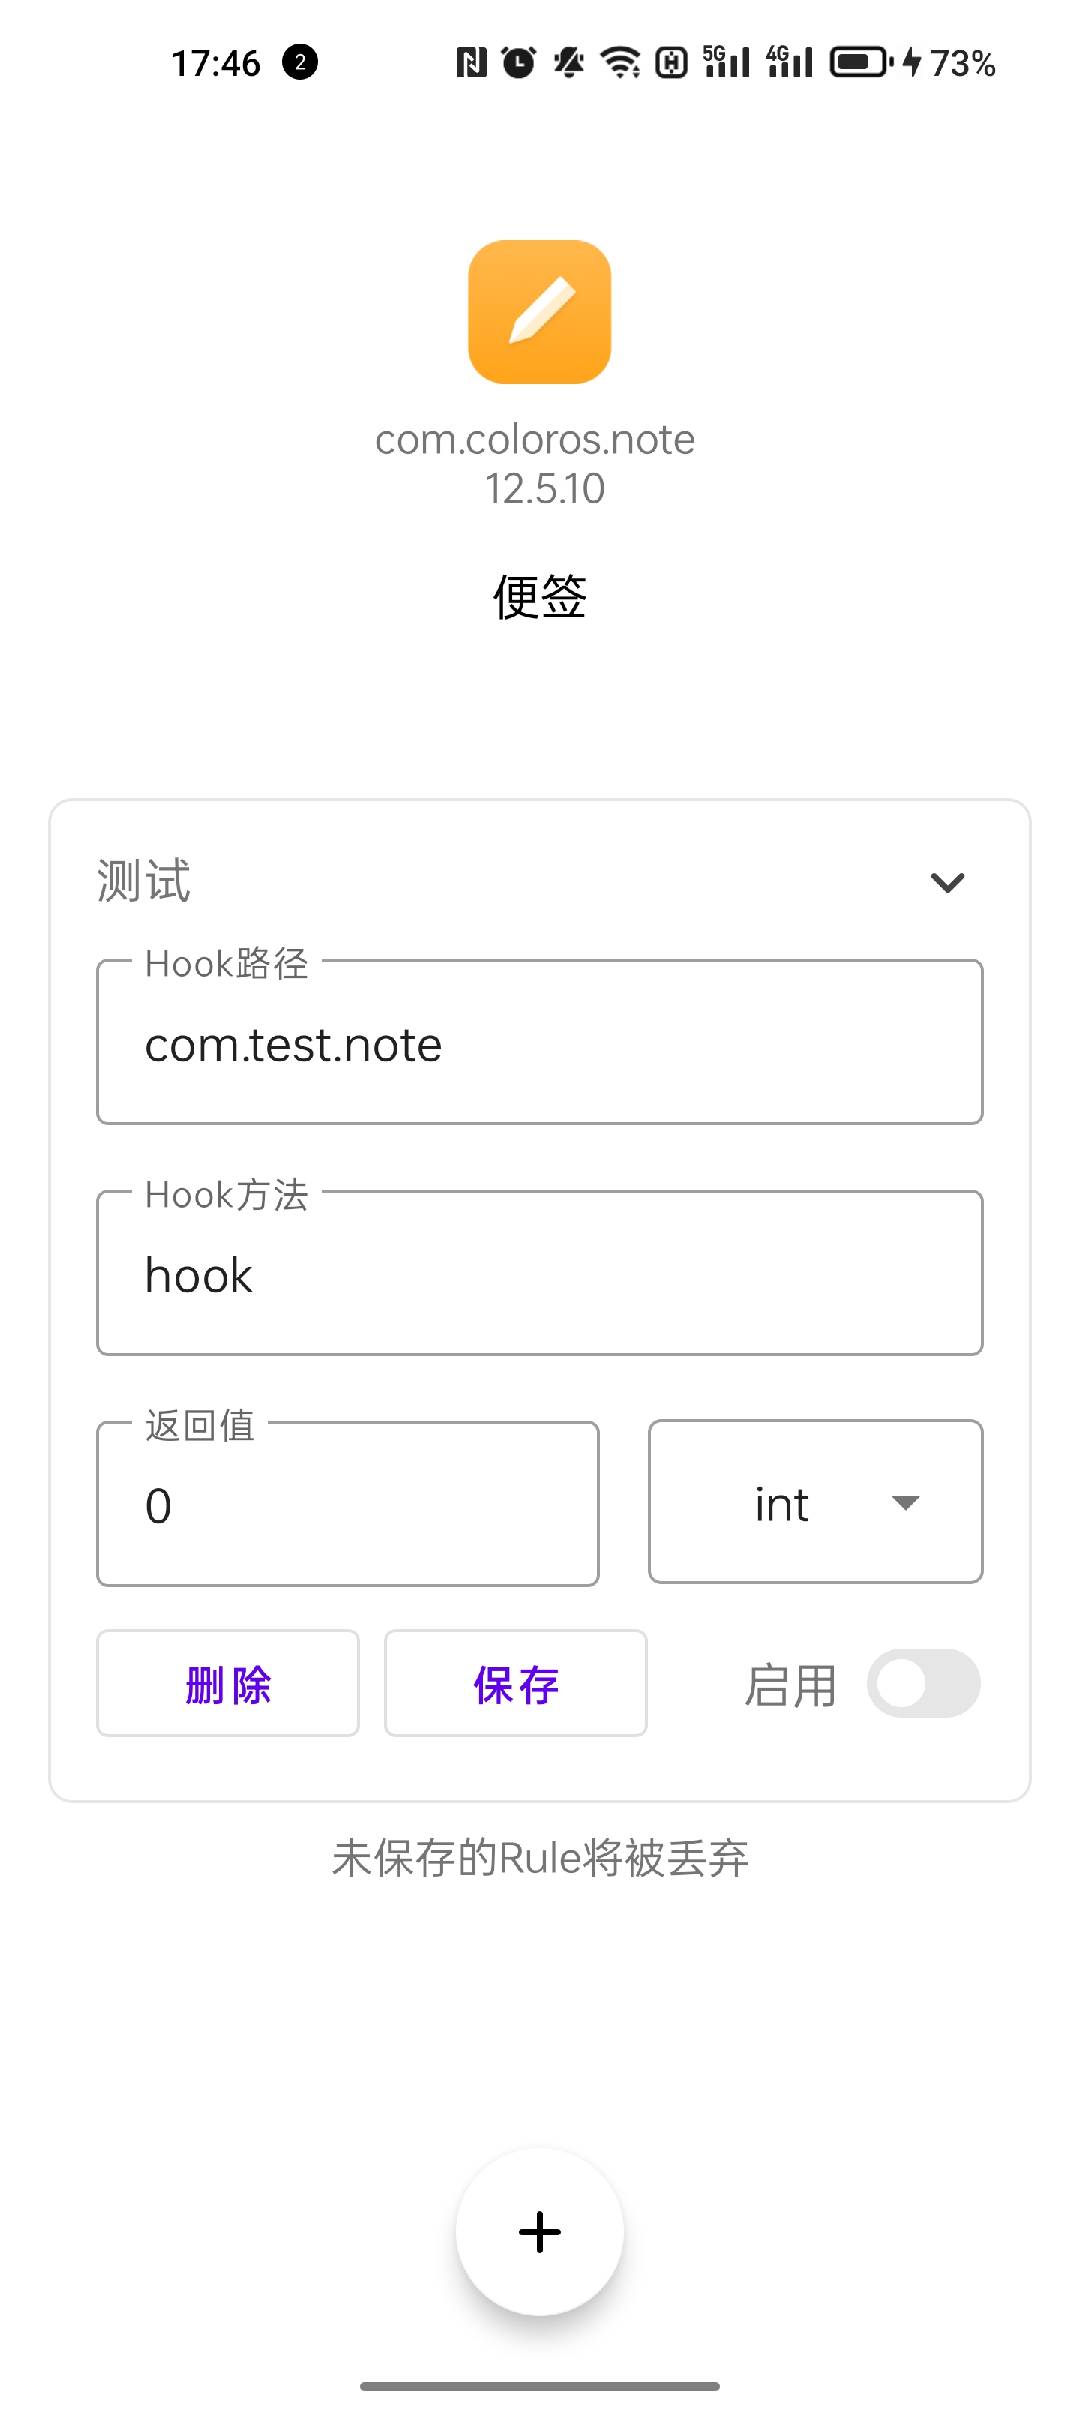 17:46 2 5G 4G 73%
com.coloros.note
12.5.10
便签
测试
Hook路径
com.test.note
Hook方法
hook
返回值
0 int
删除 保存 启用
未保存的Rule将被丢弃